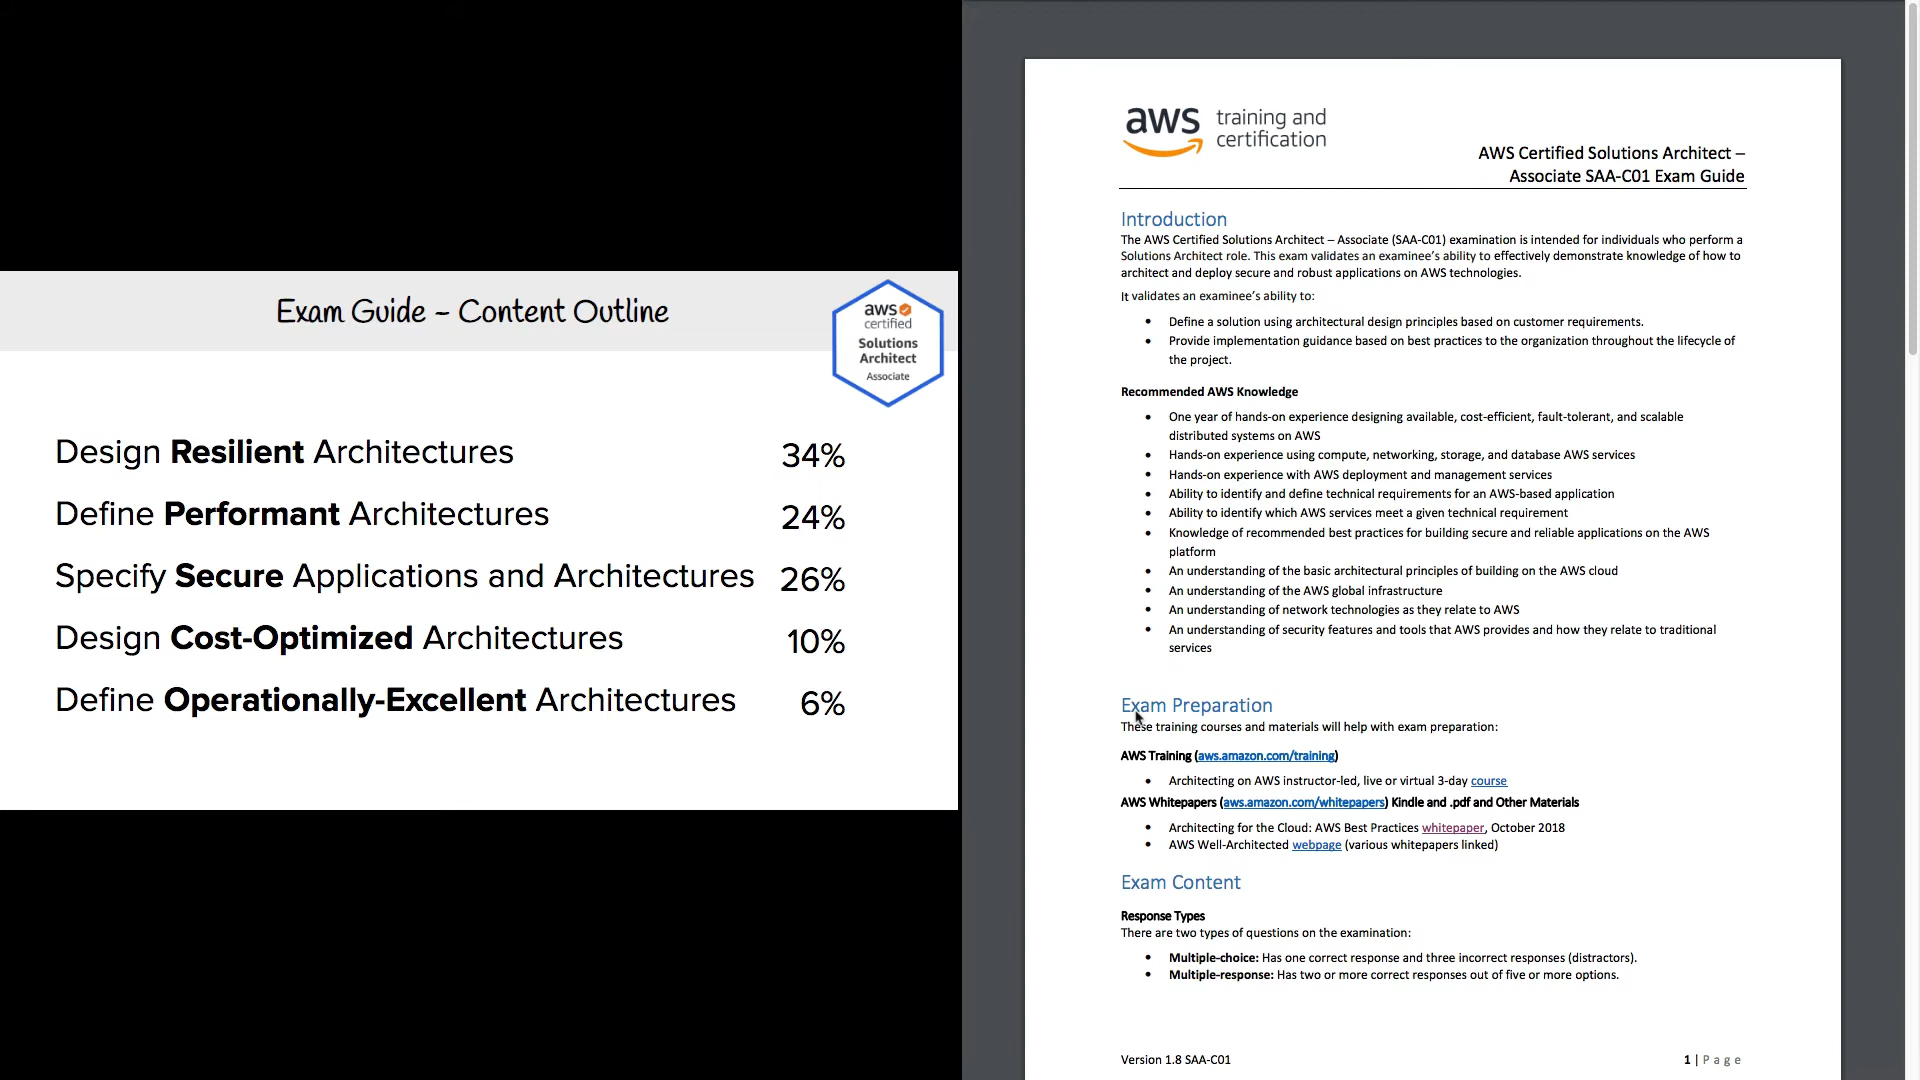 Exam Guide – Content Outline
aws
certified
Solutions
Architect
Associate
Design Resilient Architectures 34%
Define Performant Architectures 24%
Specify Secure Applications and Architectures 26%
Design Cost-Optimized Architectures 10%
Define Operationally-Excellent Architectures 6%
aws training and
certification
AWS Certified Solutions Architect –
Associate SAA-C01 Exam Guide
Introduction
The AWS Certified Solutions Architect – Associate (SAA-C01) examination is intended for individuals who perform a
Solutions Architect role. This exam validates an examinee’s ability to effectively demonstrate knowledge of how to
architect and deploy secure and robust applications on AWS technologies.
It validates an examinee’s ability to:
• Define a solution using architectural design principles based on customer requirements.
• Provide implementation guidance based on best practices to the organization throughout the lifecycle of
the project.
Recommended AWS Knowledge
• One year of hands-on experience designing available, cost-efficient, fault-tolerant, and scalable
distributed systems on AWS
• Hands-on experience using compute, networking, storage, and database AWS services
• Hands-on experience with AWS deployment and management services
• Ability to identify and define technical requirements for an AWS-based application
• Ability to identify which AWS services meet a given technical requirement
• Knowledge of recommended best practices for building secure and reliable applications on the AWS
platform
• An understanding of the basic architectural principles of building on the AWS cloud
• An understanding of the AWS global infrastructure
• An understanding of network technologies as they relate to AWS
• An understanding of security features and tools that AWS provides and how they relate to traditional
services
Exam Preparation
These training courses and materials will help with exam preparation:
AWS Training (aws.amazon.com/training)
• Architecting on AWS instructor-led, live or virtual 3-day course
AWS Whitepapers (aws.amazon.com/whitepapers) Kindle and .pdf and Other Materials
• Architecting for the Cloud: AWS Best Practices whitepaper, October 2018
• AWS Well-Architected webpage (various whitepapers linked)
Exam Content
Response Types
There are two types of questions on the examination:
• Multiple-choice: Has one correct response and three incorrect responses (distractors).
• Multiple-response: Has two or more correct responses out of five or more options.
Version 1.8 SAA-C01 1 | Page